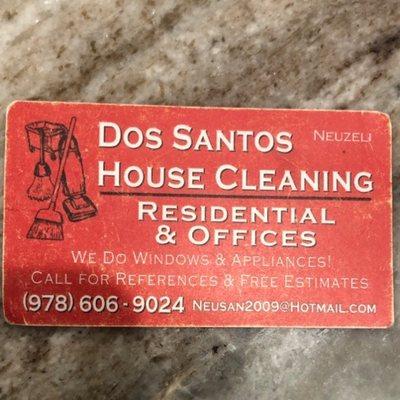 Dos Santos Neuzeli
House Cleaning
Residential
& Offices
We Do Windows & Appliances!
Call for References & Free Estimates
(978) 606 - 9024 Neusan2009@Hotmail.com